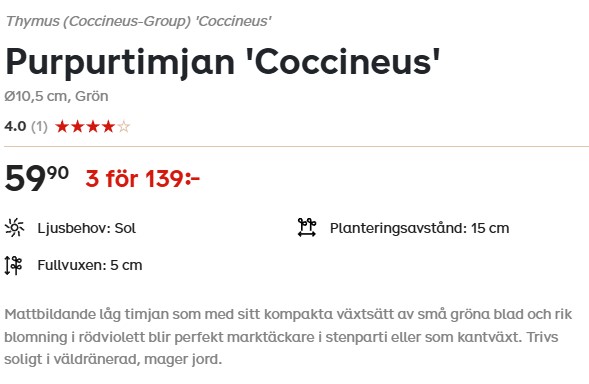 Thymus (Coccineus-Group) 'Coccineus'
Purpurtimjan 'Coccineus'
Ø10,5 cm, Grön
4.0 (1) ★★★★☆
59⁹⁰ 3 för 139:-
Ljusbehov: Sol
Planteringsavstånd: 15 cm
Fullvuxen: 5 cm
Mattbildande låg timjan som med sitt kompakta växtsätt av små gröna blad och rik
blomning i rödviolett blir perfekt marktäckare i stenparti eller som kantväxt. Trivs
soligt i väldränerad, mager jord.